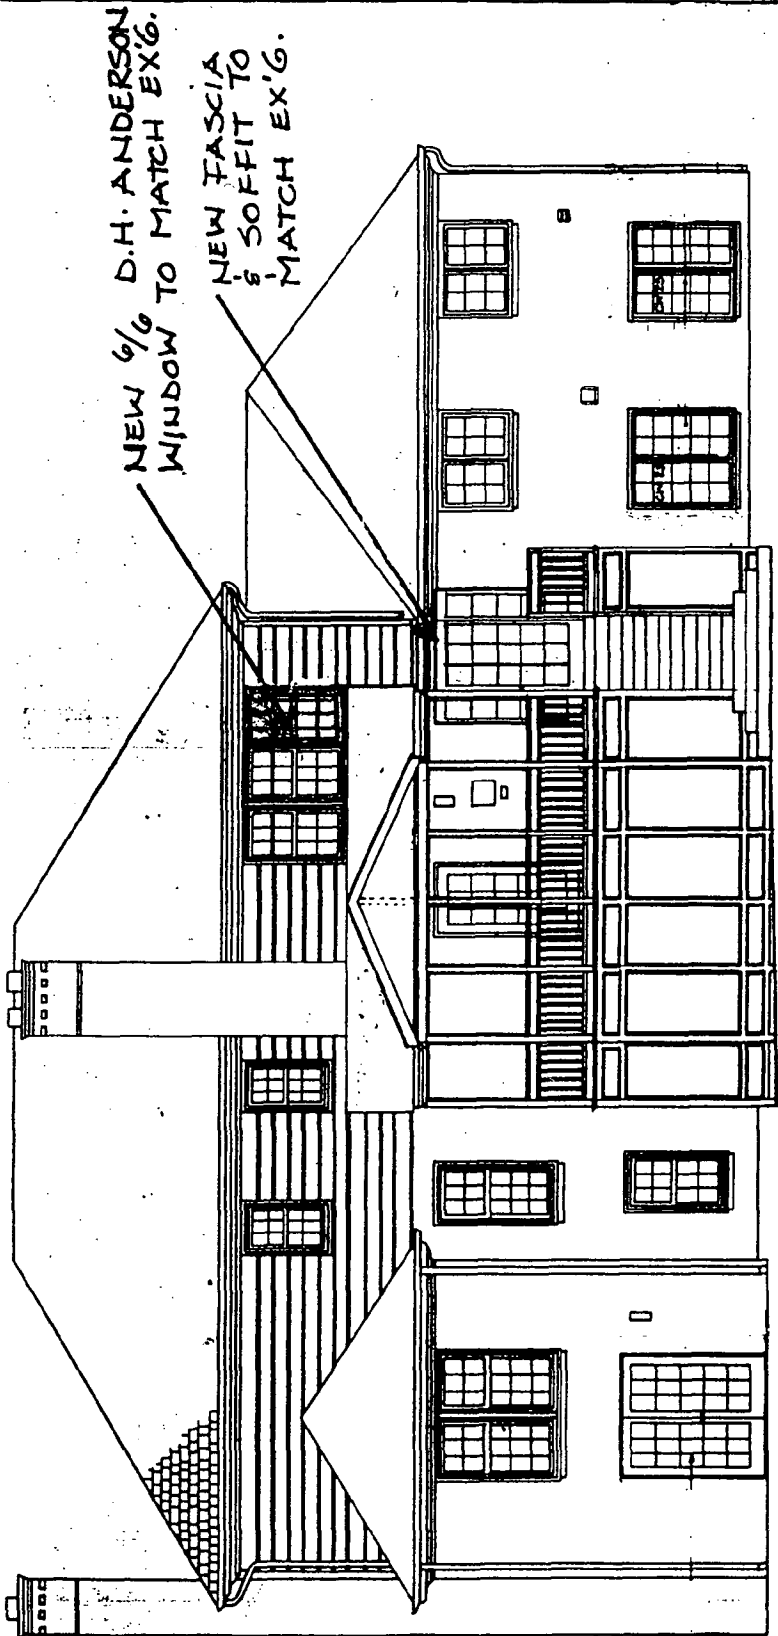 NEW 6/6 D.H. ANDERSON
WINDOW TO MATCH EX'G.
NEW FASCIA
& SOFFIT TO
MATCH EX'G.